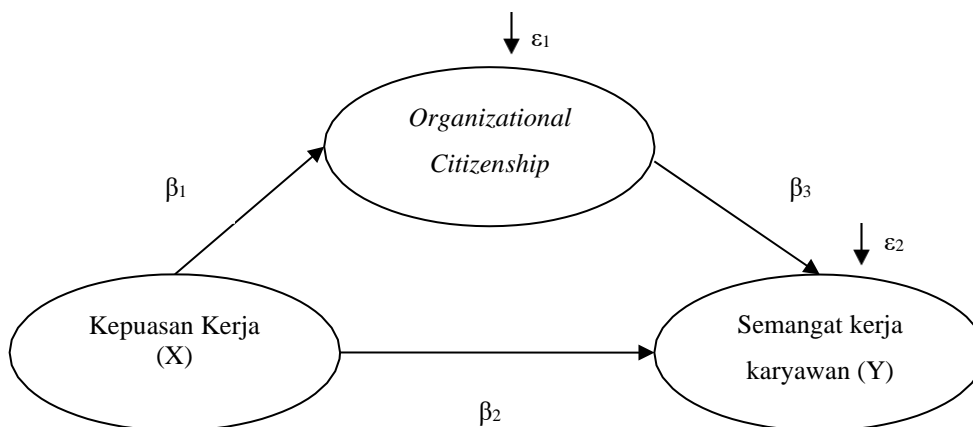 ε1
Organizational
Citizenship
β1
β3
ε2
Kepuasan Kerja
(X)
Semangat kerja
karyawan (Y)
β2